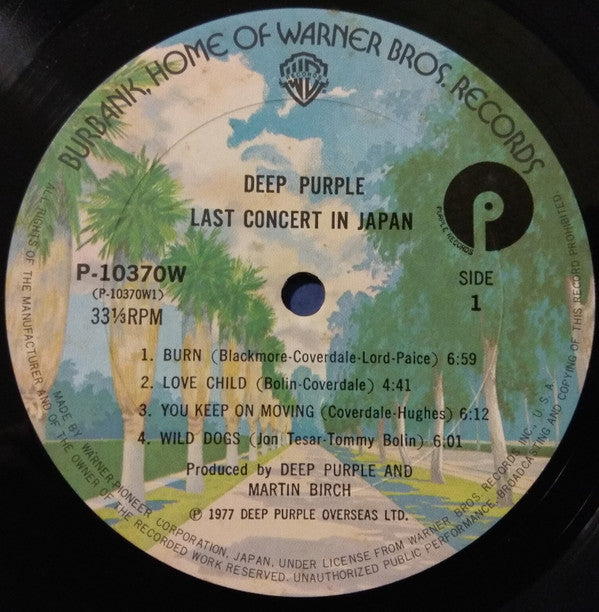 BURBANK, HOME OF WARNER BROS. RECORDS
DEEP PURPLE
LAST CONCERT IN JAPAN
PURPLE RECORDS
P-10370W
(P-10370W1)
33⅓RPM
SIDE
1
1. BURN (Blackmore-Coverdale-Lord-Paice) 6:59
2. LOVE CHILD (Bolin-Coverdale) 4:41
3. YOU KEEP ON MOVING (Coverdale-Hughes) 6:12
4. WILD DOGS (Jon Tesar-Tommy Bolin) 6:01
Produced by DEEP PURPLE AND
MARTIN BIRCH
℗ 1977 DEEP PURPLE OVERSEAS LTD.
MADE BY WARNER-PIONEER CORPORATION, JAPAN, UNDER LICENSE FROM WARNER BROS. RECORDS INC., U.S.A.
ALL RIGHTS OF THE MANUFACTURER AND OF THE OWNER OF THE RECORDED WORK RESERVED. UNAUTHORIZED PUBLIC PERFORMANCE, BROADCASTING AND COPYING OF THIS RECORD PROHIBITED.